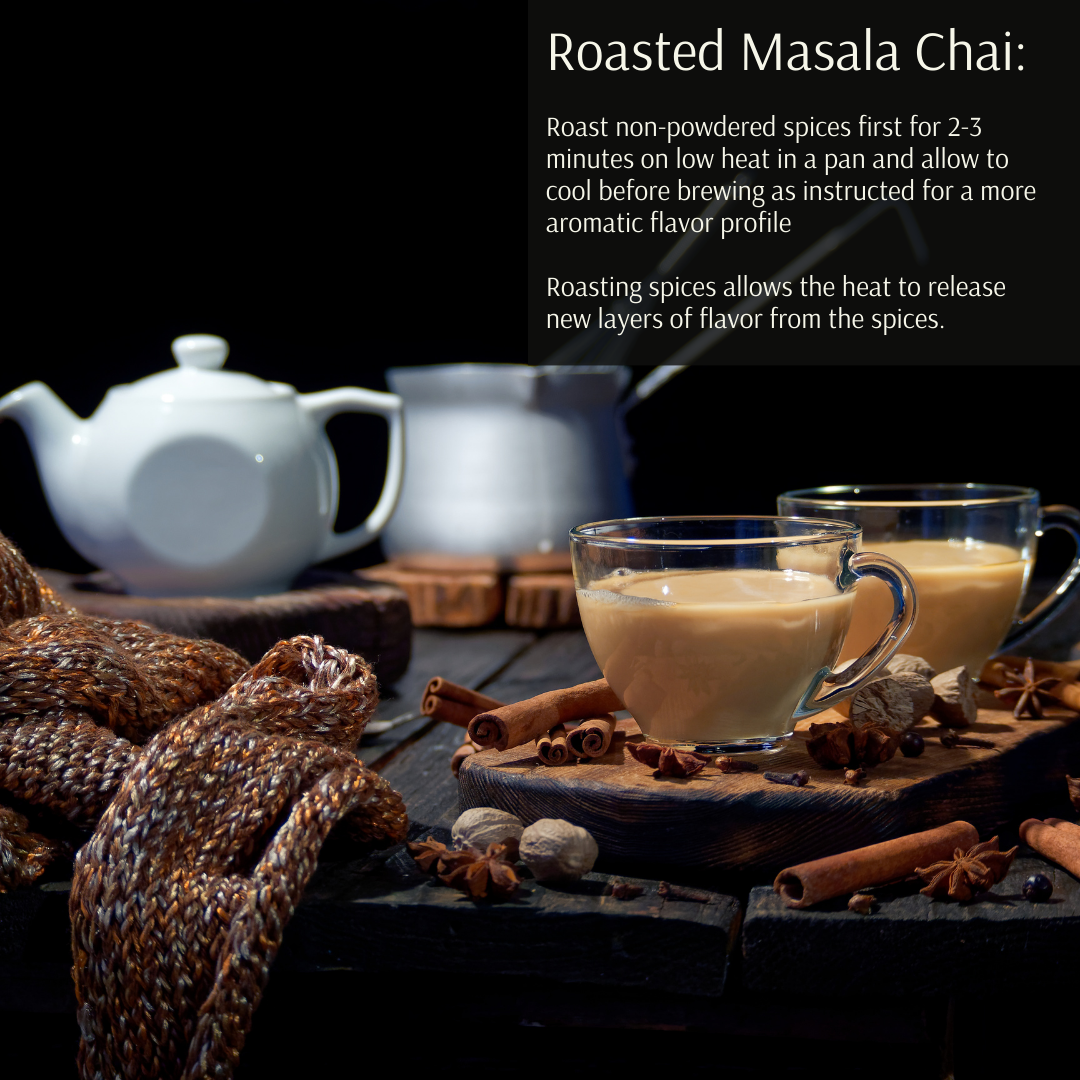 Roasted Masala Chai:
Roast non-powdered spices first for 2-3
minutes on low heat in a pan and allow to
cool before brewing as instructed for a more
aromatic flavor profile
Roasting spices allows the heat to release
new layers of flavor from the spices.